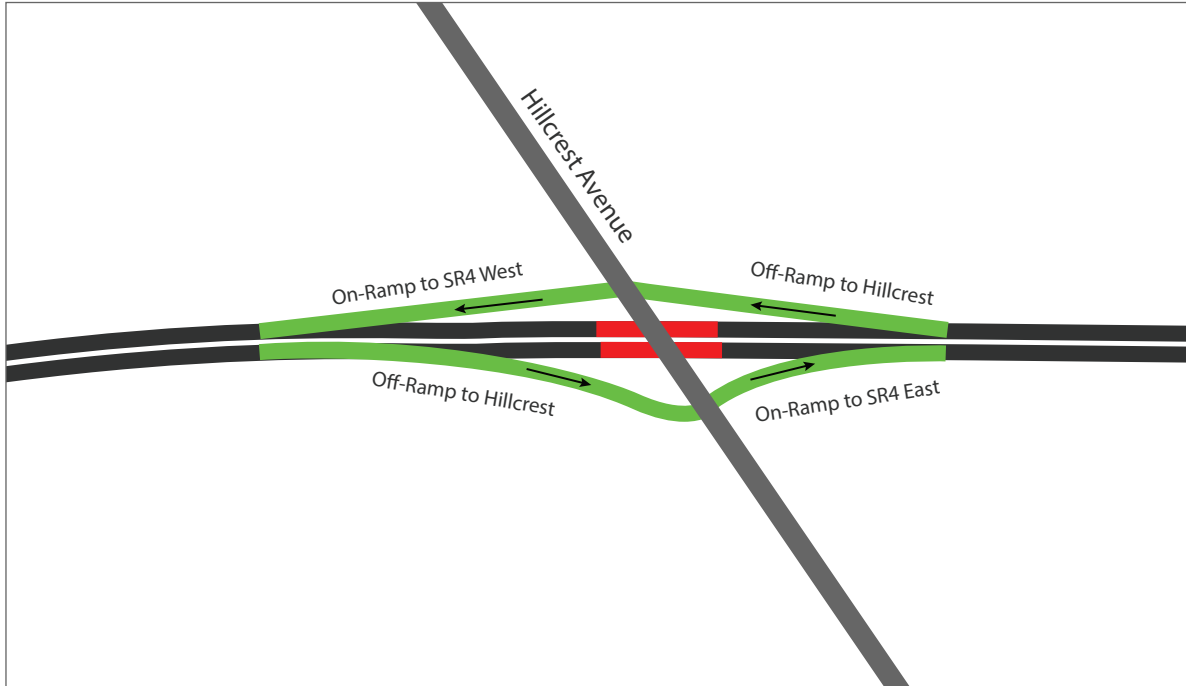 Hillcrest Avenue
On-Ramp to SR4 West
Off-Ramp to Hillcrest
Off-Ramp to Hillcrest
On-Ramp to SR4 East